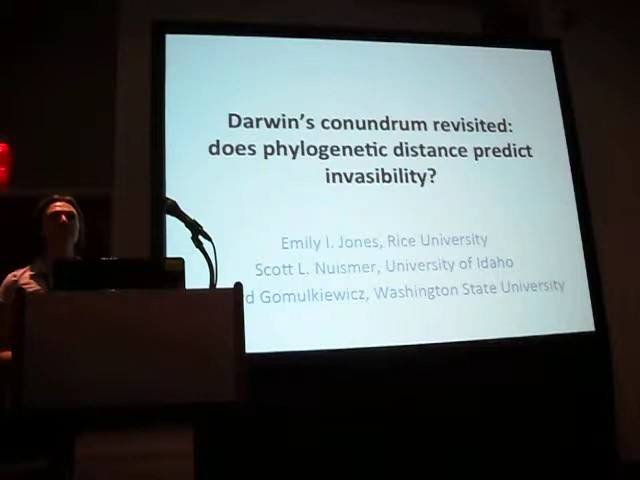 Darwin's conundrum revisited:
does phylogenetic distance predict
invasibility?
Emily I. Jones, Rice University
Scott L. Nuismer, University of Idaho
Gomulkiewicz, Washington State University